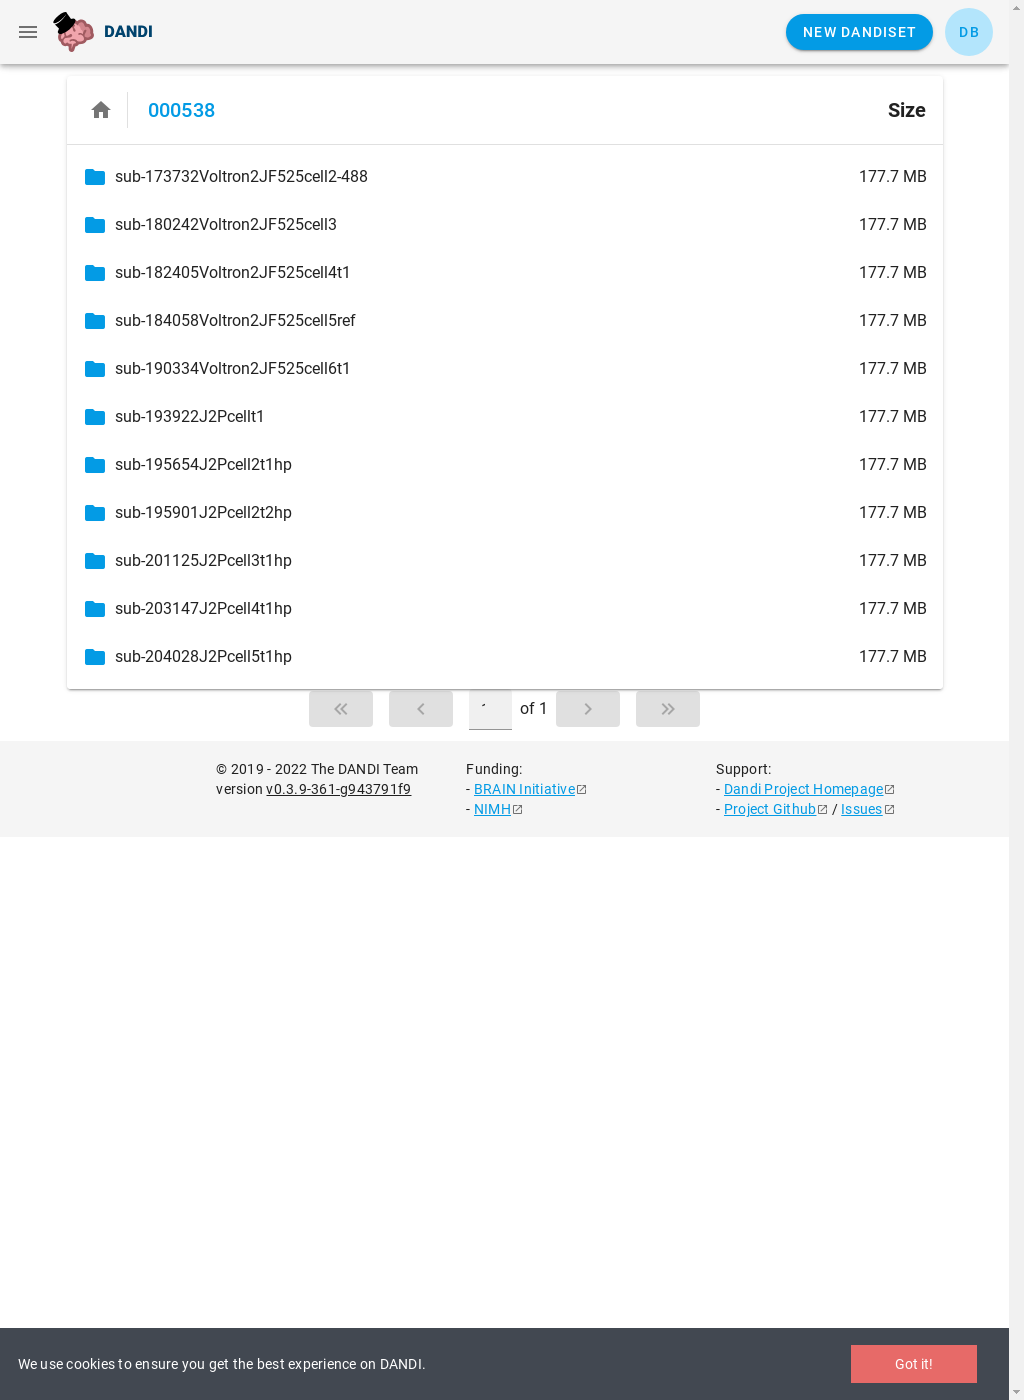 DANDI
NEW DANDISET
DB
000538
Size
sub-173732Voltron2JF525cell2-488 177.7 MB
sub-180242Voltron2JF525cell3 177.7 MB
sub-182405Voltron2JF525cell4t1 177.7 MB
sub-184058Voltron2JF525cell5ref 177.7 MB
sub-190334Voltron2JF525cell6t1 177.7 MB
sub-193922J2Pcellt1 177.7 MB
sub-195654J2Pcell2t1hp 177.7 MB
sub-195901J2Pcell2t2hp 177.7 MB
sub-201125J2Pcell3t1hp 177.7 MB
sub-203147J2Pcell4t1hp 177.7 MB
sub-204028J2Pcell5t1hp 177.7 MB
of 1
© 2019 - 2022 The DANDI Team
version v0.3.9-361-g943791f9
Funding:
- BRAIN Initiative
- NIMH
Support:
- Dandi Project Homepage
- Project Github / Issues
We use cookies to ensure you get the best experience on DANDI.
Got it!